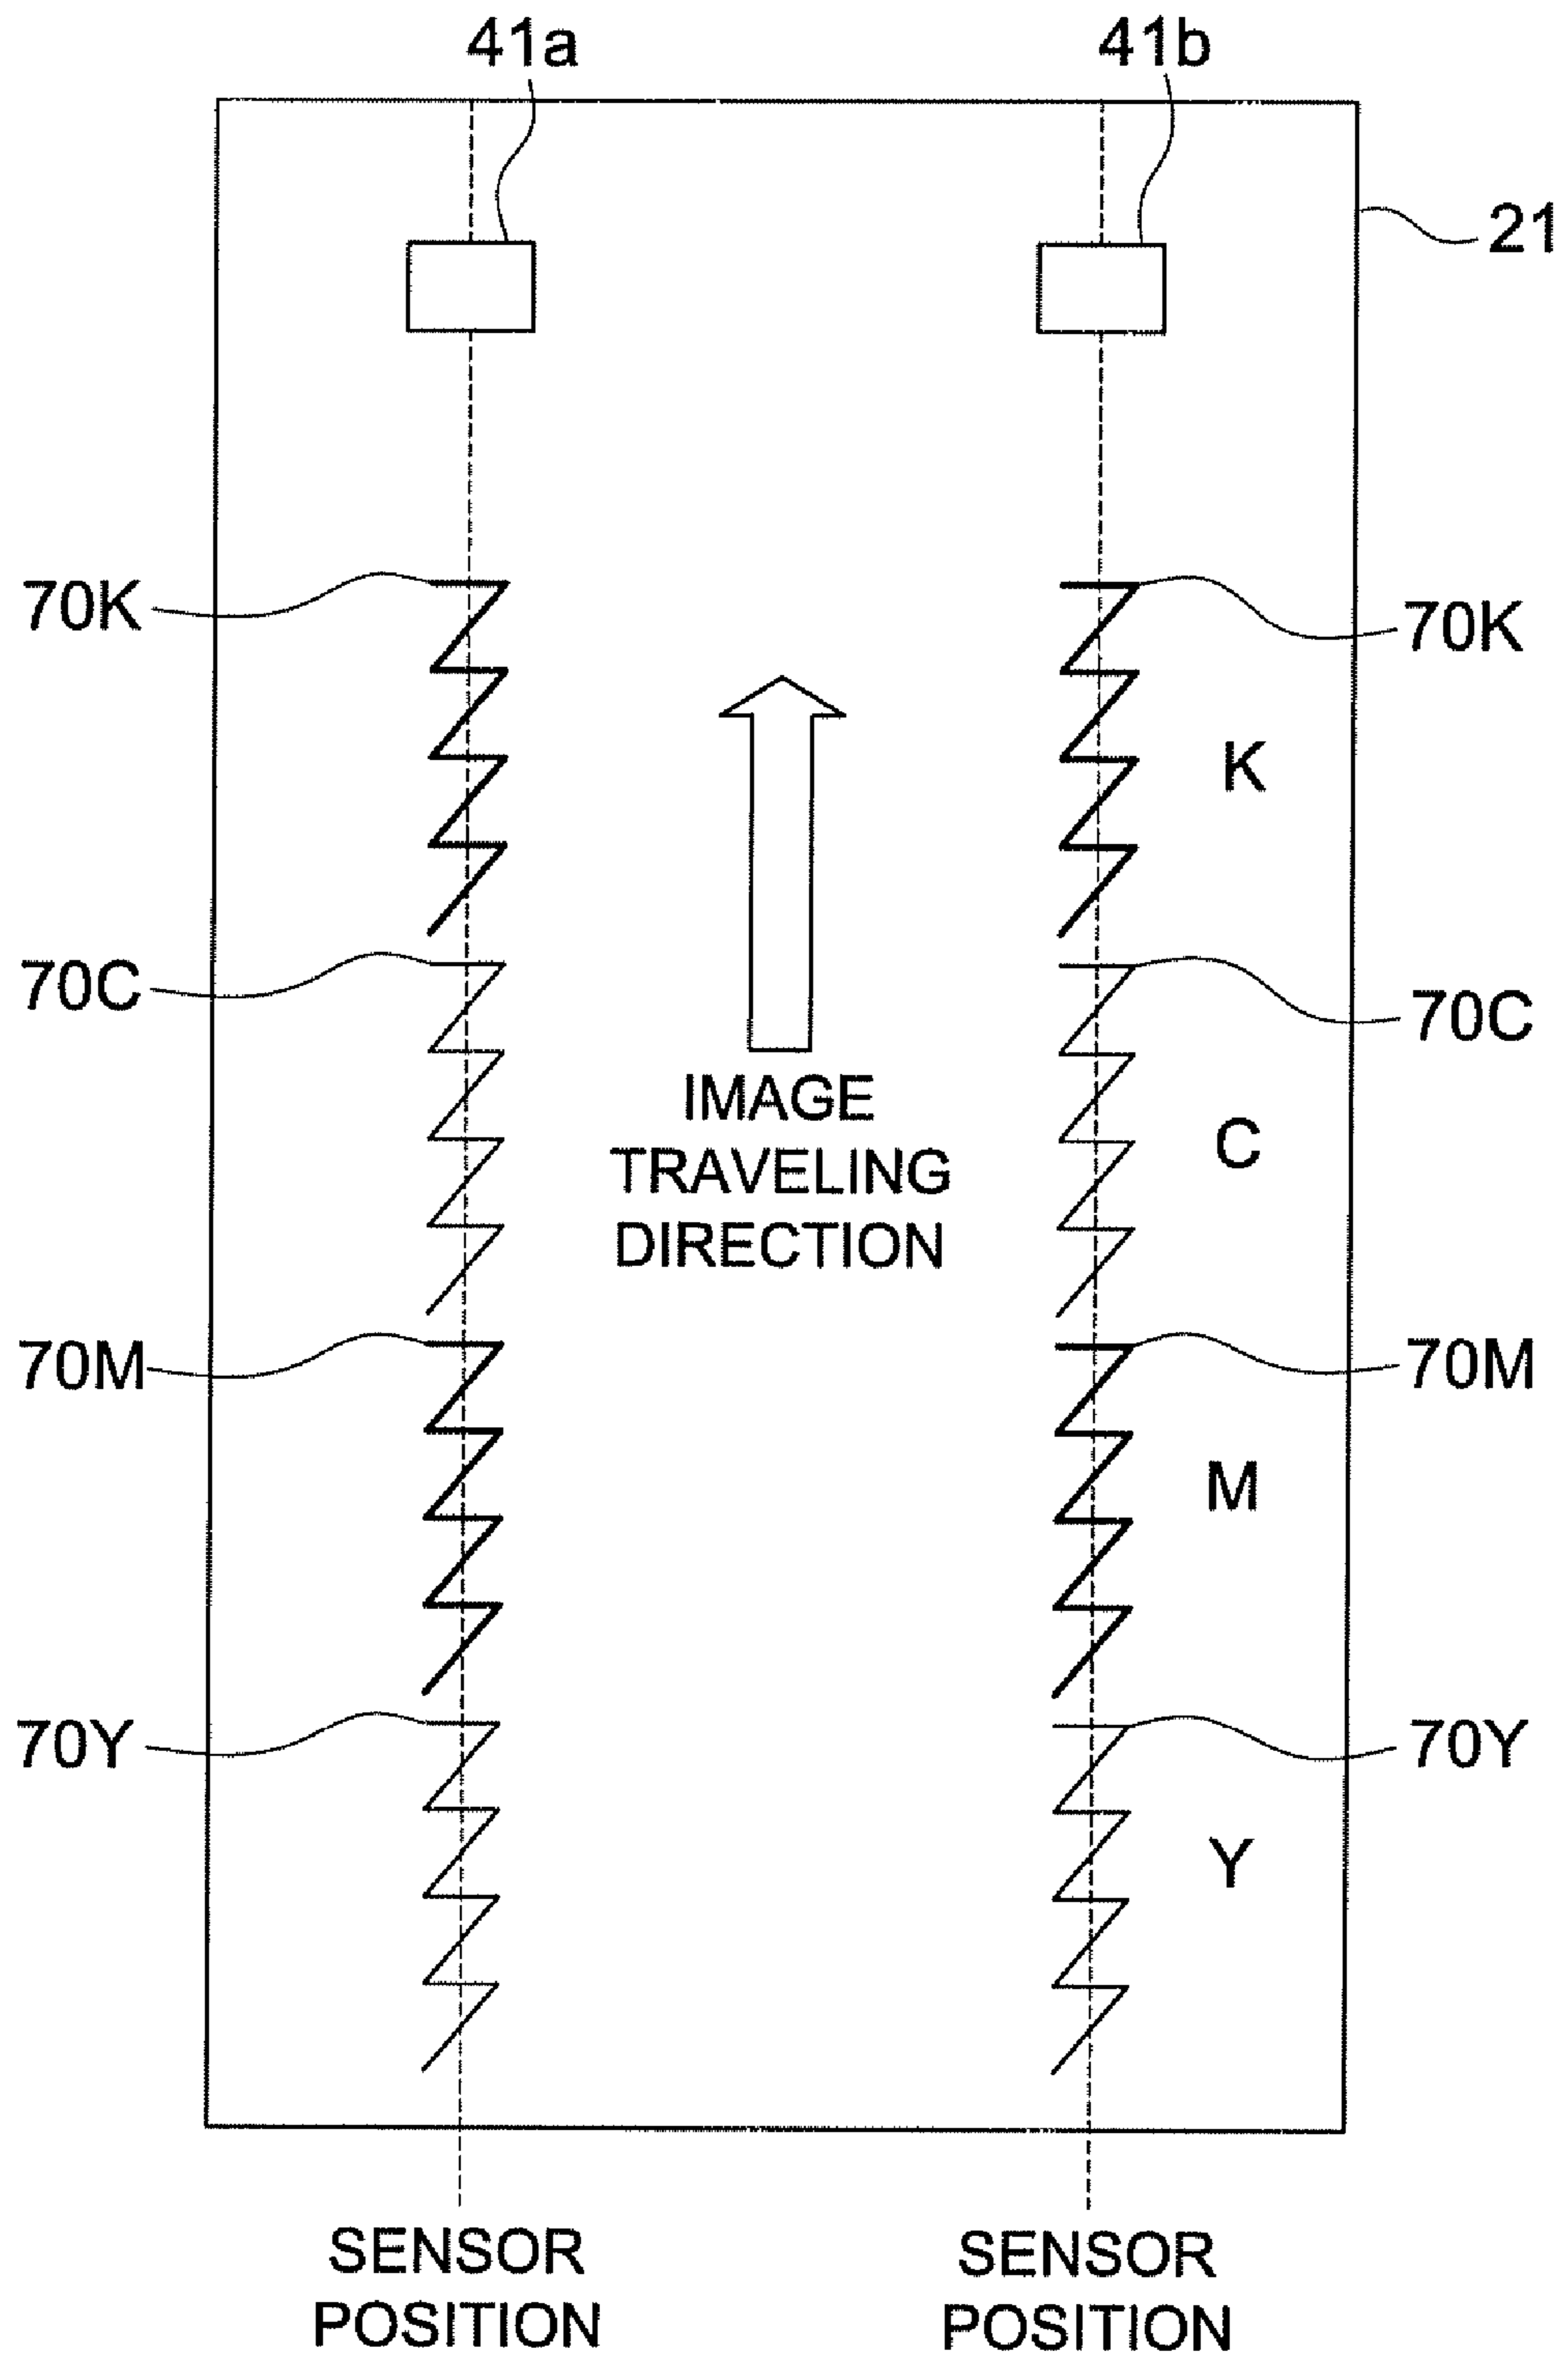 41a
41b
21
70K
70K
K
70C
70C
IMAGE
TRAVELING
DIRECTION
C
70M
70M
M
70Y
70Y
Y
SENSOR
POSITION
SENSOR
POSITION